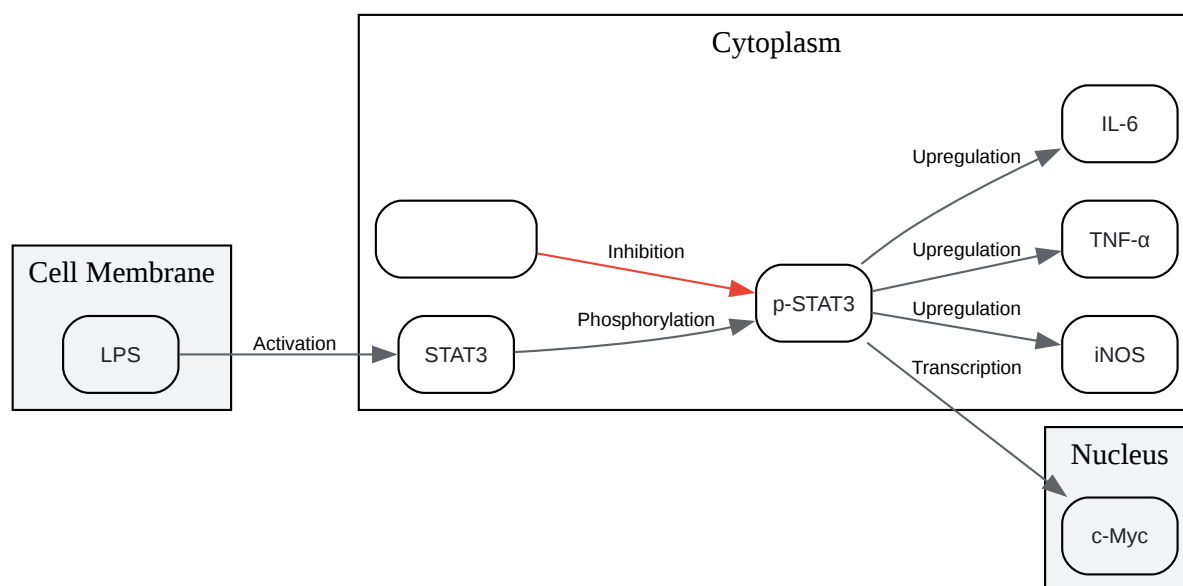 Cytoplasm
IL-6
Upregulation
TNF-α
Upregulation
Inhibition
Cell Membrane
p-STAT3
Phosphorylation
Upregulation
LPS
Activation
STAT3
iNOS
Transcription
Nucleus
c-Myc